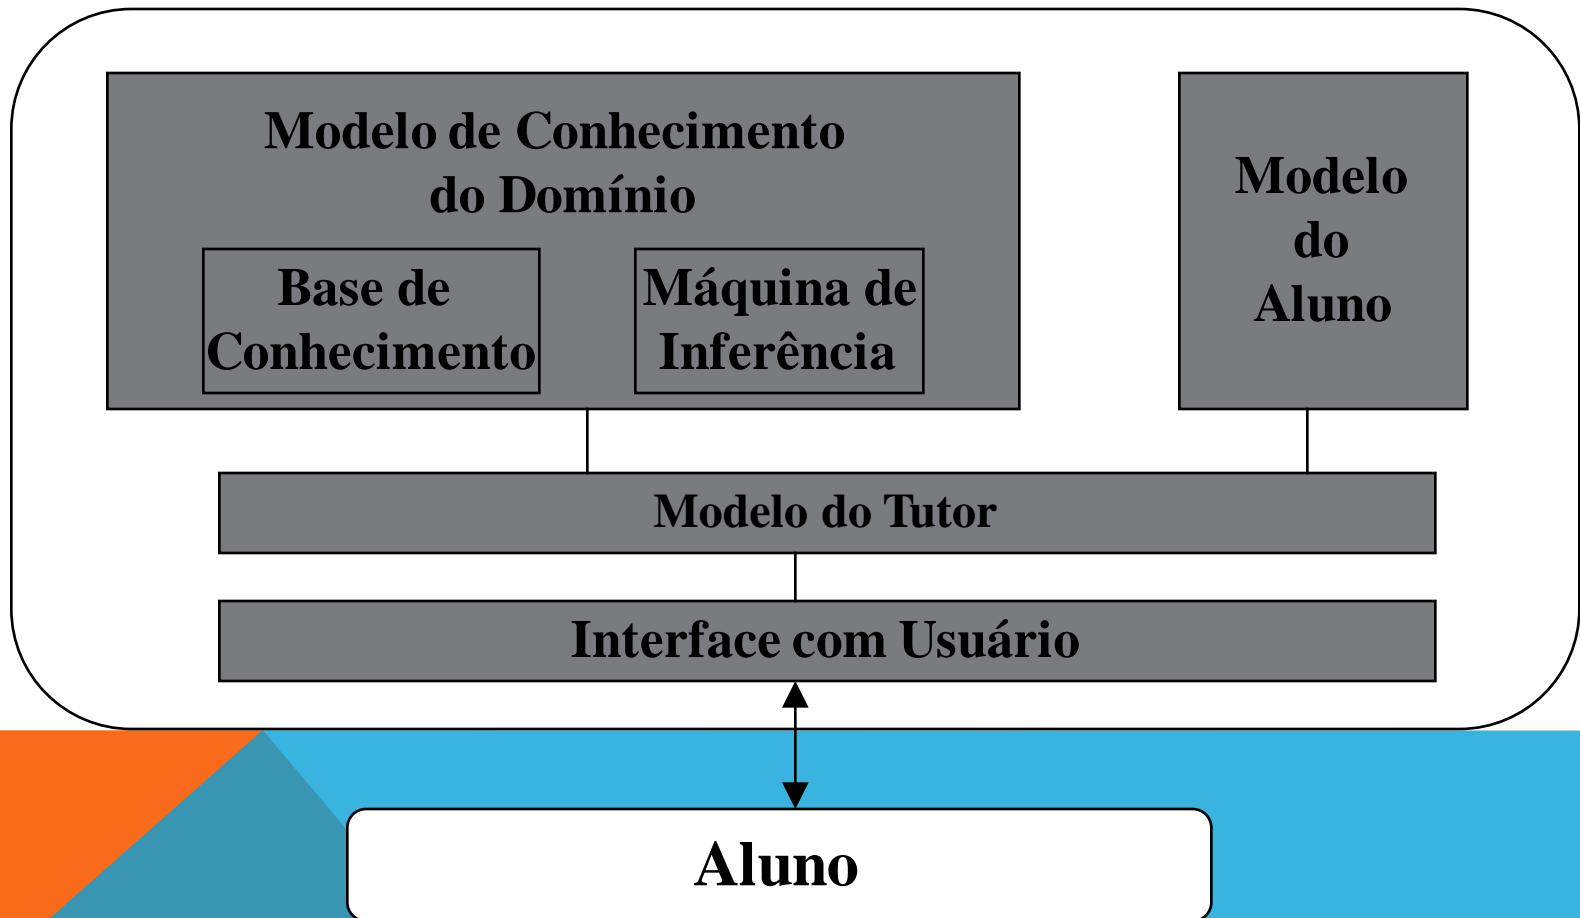 Modelo de Conhecimento
do Domínio
Base de
Conhecimento
Máquina de
Inferência
Modelo
do
Aluno
Modelo do Tutor
Interface com Usuário
Aluno